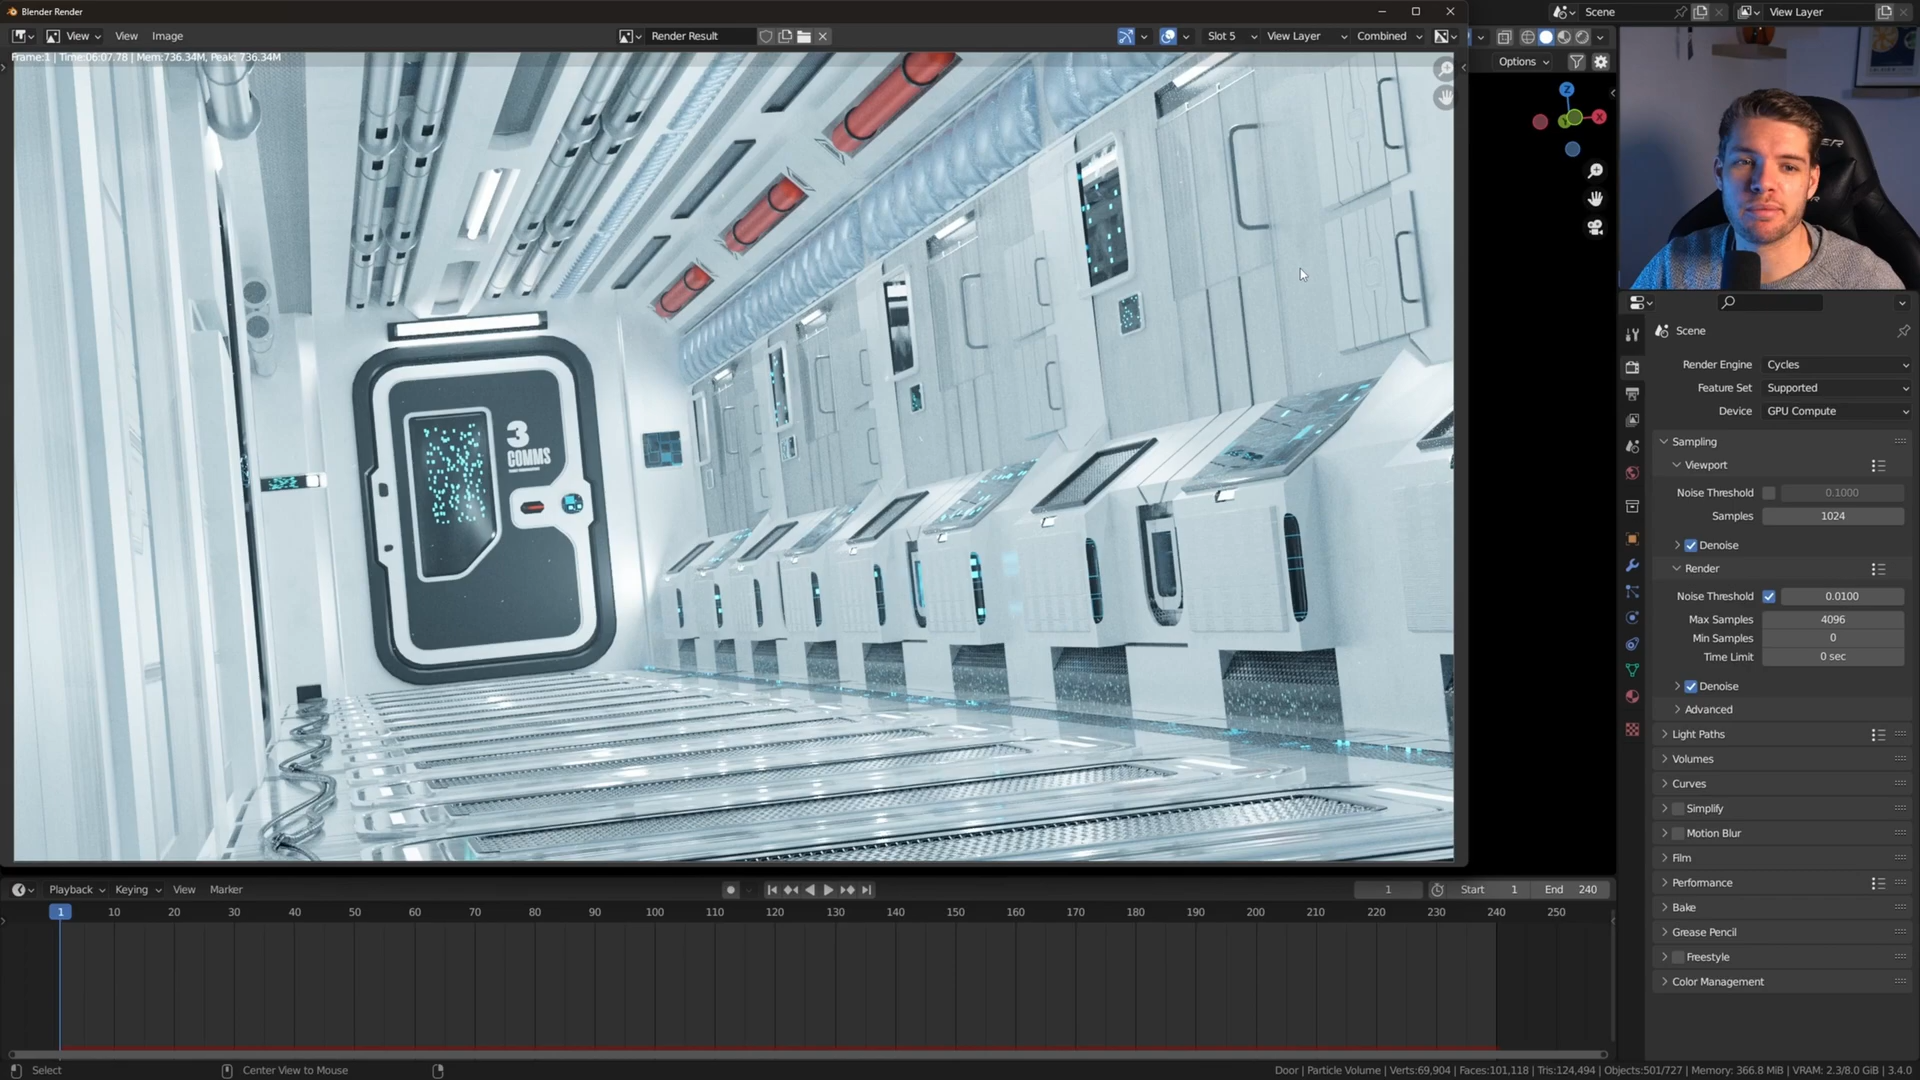 Blender Render
View
View
Image
Render Result
Slot 5
View Layer
Combined
Frame:1 | Time:06:07.78 | Mem:736.34M, Peak: 736.34M
3
COMMS
Scene
View Layer
Options
Z
X
Scene
Render Engine
Cycles
Feature Set
Supported
Device
GPU Compute
Sampling
Viewport
Noise Threshold
0.1000
Samples
1024
Denoise
Render
Noise Threshold
0.0100
Max Samples
4096
Min Samples
0
Time Limit
0 sec
Denoise
Advanced
Light Paths
Volumes
Curves
Simplify
Motion Blur
Film
Performance
Bake
Grease Pencil
Freestyle
Color Management
Playback
Keying
View
Marker
1
Start
1
End
240
1 10 20 30 40 50 60 70 80 90 100 110 120 130 140 150 160 170 180 190 200 210 220 230 240 250
Select
Center View to Mouse
Door | Particle Volume | Verts:69,904 | Faces:101,118 | Tris:124,494 | Objects:501/727 | Memory: 366.8 MiB | VRAM: 2.3/8.0 GiB | 3.4.0